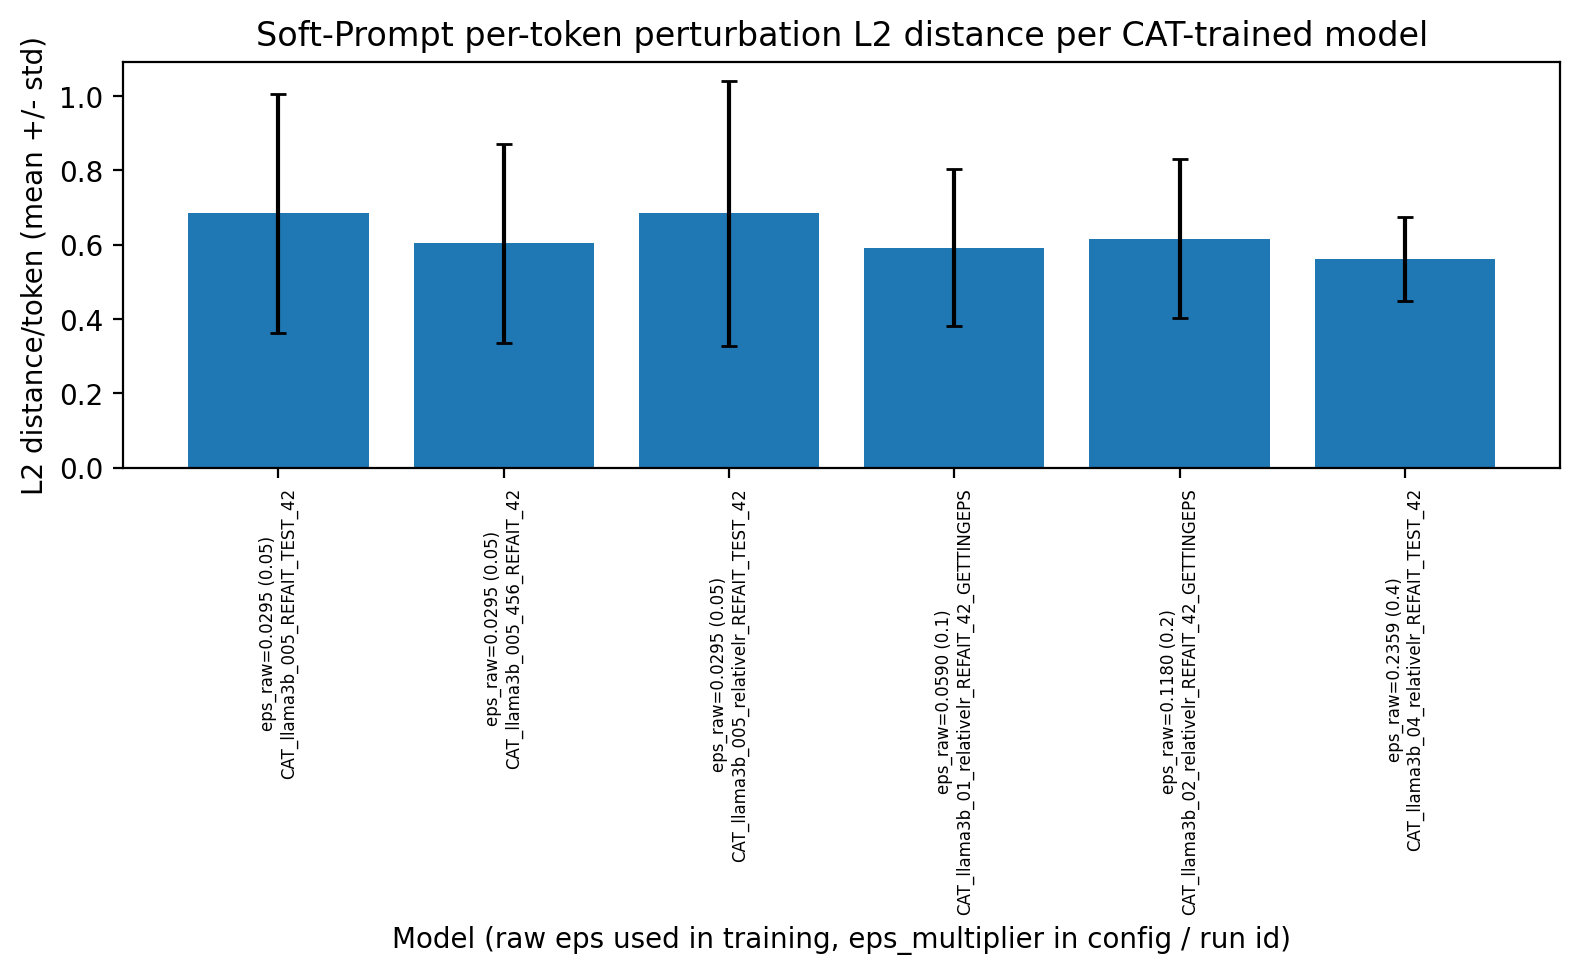 Soft-Prompt per-token perturbation L2 distance per CAT-trained model
L2 distance/token (mean +/- std)
1.0
0.8
0.6
0.4
0.2
0.0
eps_raw=0.0295 (0.05)
CAT_llama3b_005_REFAIT_TEST_42
eps_raw=0.0295 (0.05)
CAT_llama3b_005_456_REFAIT_42
eps_raw=0.0295 (0.05)
CAT_llama3b_005_relativelr_REFAIT_TEST_42
eps_raw=0.0590 (0.1)
CAT_llama3b_01_relativelr_REFAIT_42_GETTINGEPS
eps_raw=0.1180 (0.2)
CAT_llama3b_02_relativelr_REFAIT_42_GETTINGEPS
eps_raw=0.2359 (0.4)
CAT_llama3b_04_relativelr_REFAIT_TEST_42
Model (raw eps used in training, eps_multiplier in config / run id)